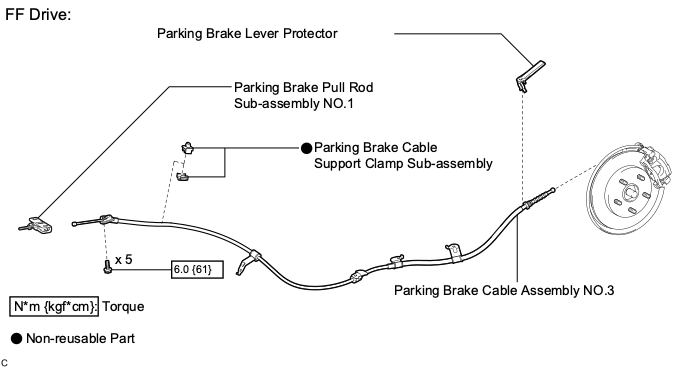 FF Drive:
Parking Brake Lever Protector
Parking Brake Pull Rod
Sub-assembly NO.1
Parking Brake Cable
Support Clamp Sub-assembly
x 5
6.0 {61}
Parking Brake Cable Assembly NO.3
N*m {kgf*cm}: Torque
Non-reusable Part
C